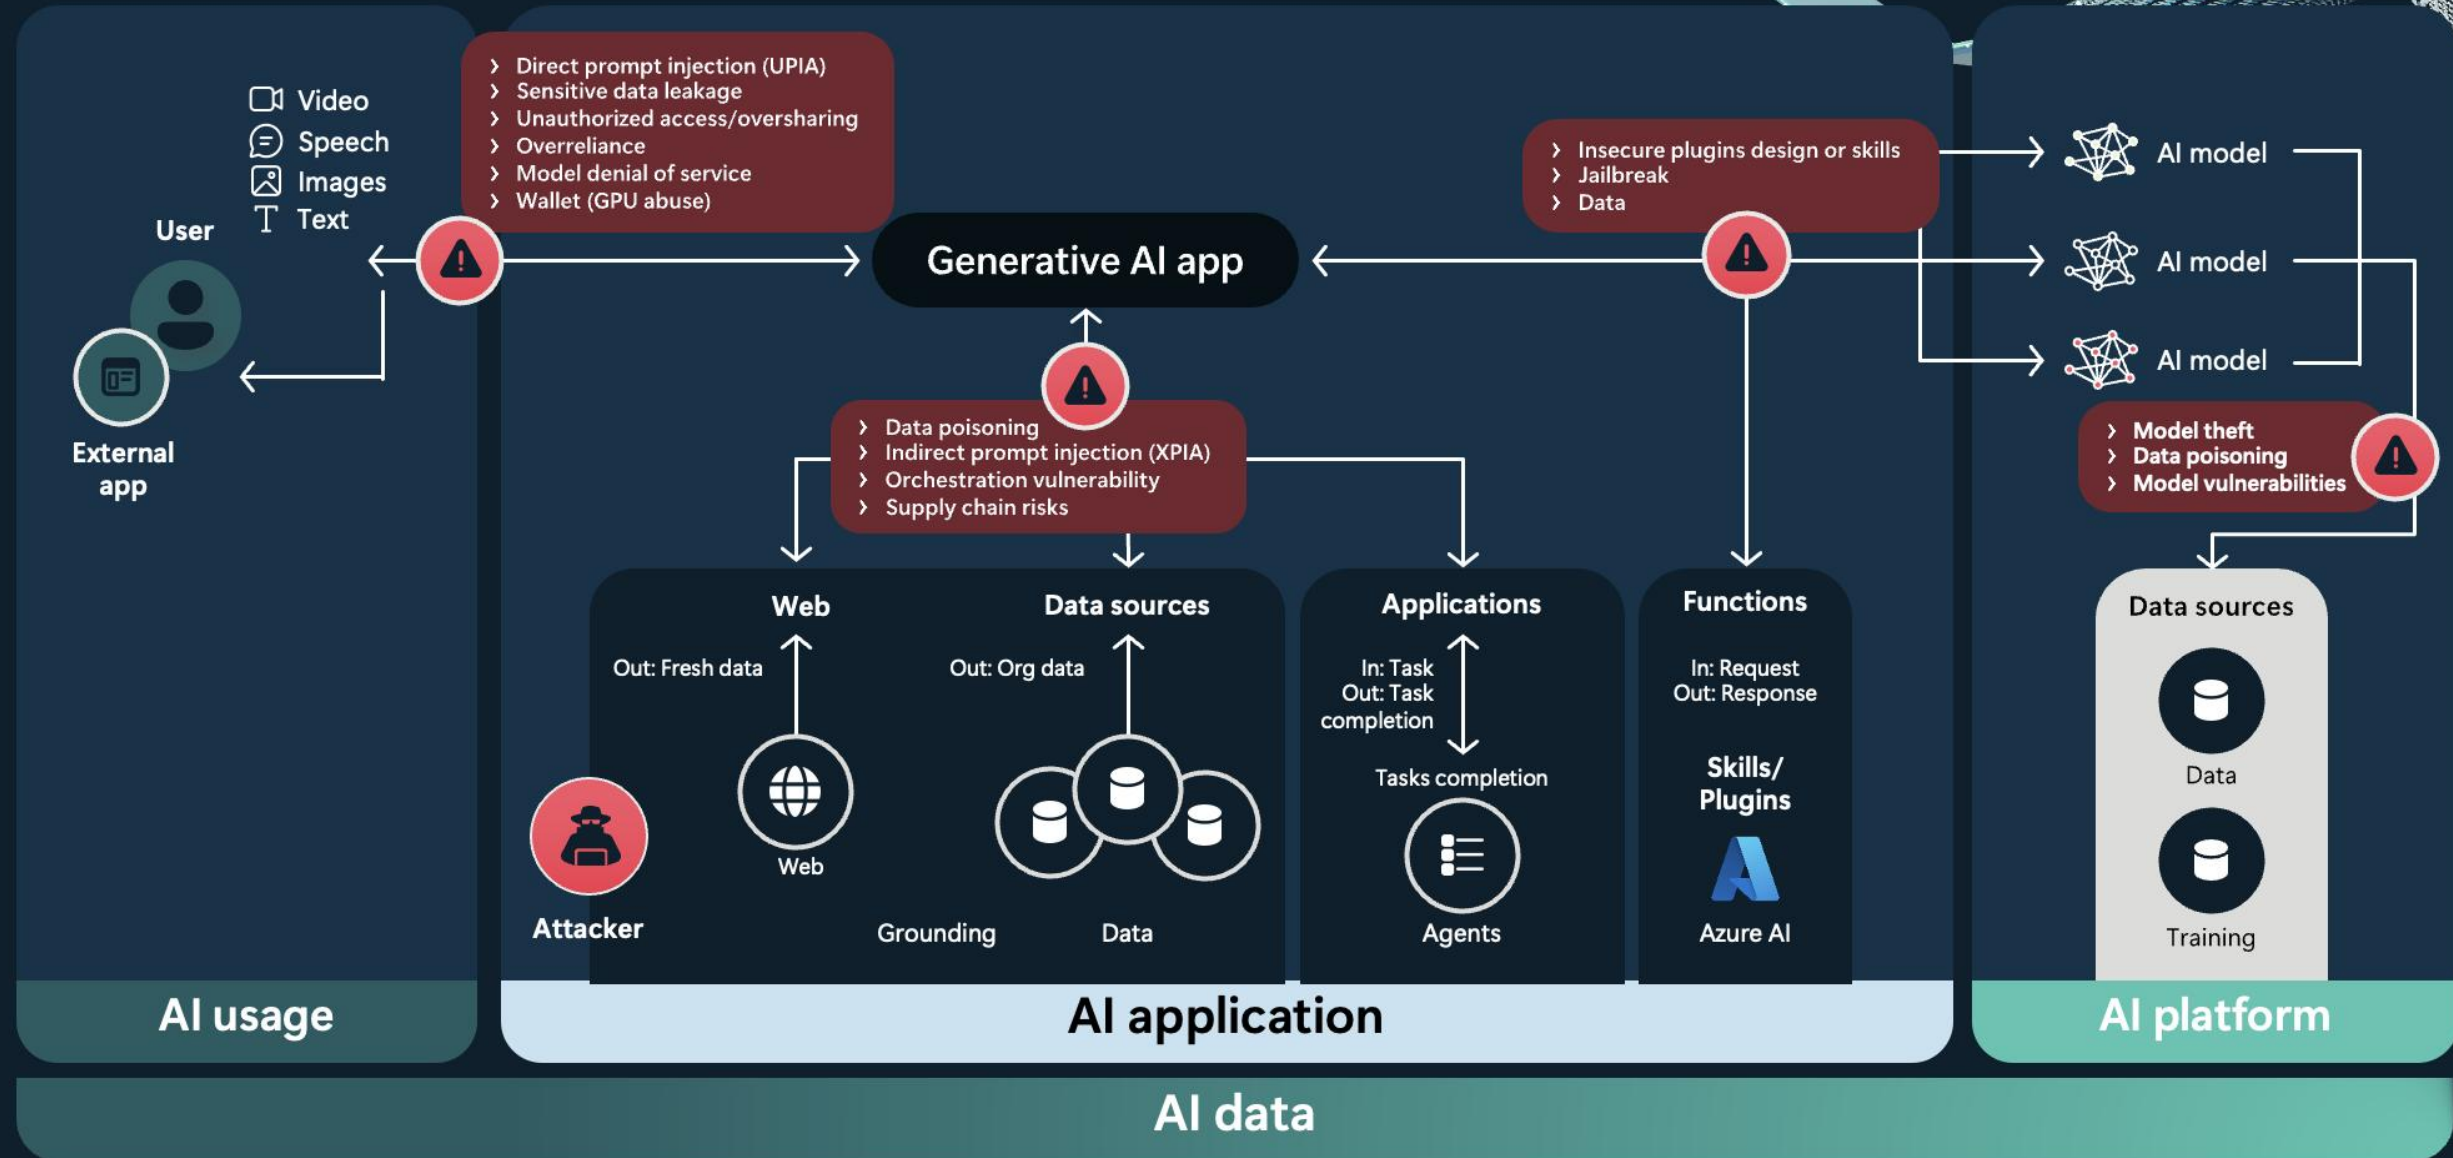 Video
Speech
Images
Text
User
External
app
Direct prompt injection (UPIA)
Sensitive data leakage
Unauthorized access/oversharing
Overreliance
Model denial of service
Wallet (GPU abuse)
Generative AI app
Insecure plugins design or skills
Jailbreak
Data
AI model
AI model
AI model
Data poisoning
Indirect prompt injection (XPIA)
Orchestration vulnerability
Supply chain risks
Model theft
Data poisoning
Model vulnerabilities
Web
Out: Fresh data
Web
Data sources
Out: Org data
Grounding
Data
Attacker
Applications
In: Task
Out: Task
completion
Tasks completion
Agents
Functions
In: Request
Out: Response
Skills/
Plugins
Azure AI
Data sources
Data
Training
AI usage
AI application
AI platform
AI data